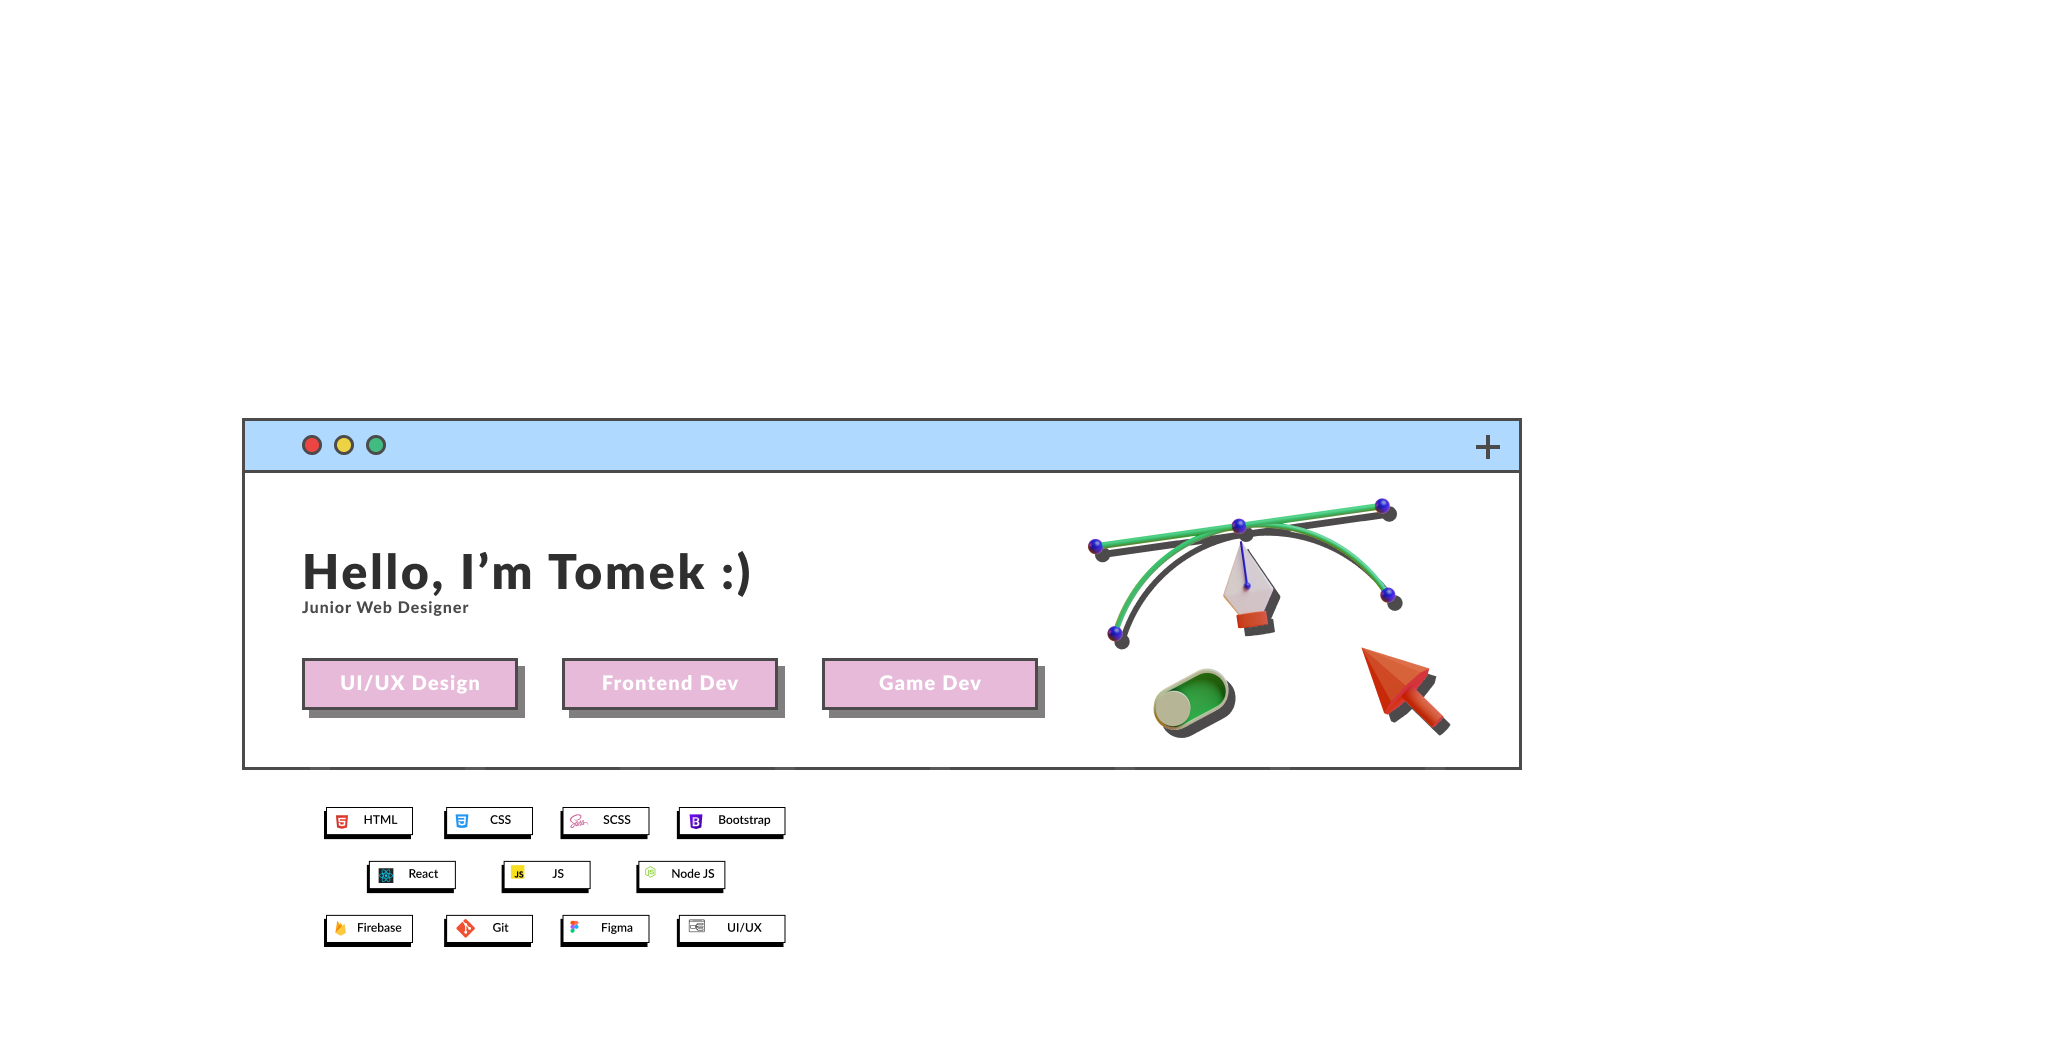 Hello, I’m Tomek :)
Junior Web Designer
UI/UX Design
Frontend Dev
Game Dev
HTML
CSS
SCSS
Bootstrap
React
JS
JS
Node JS
Firebase
Git
Figma
UI/UX